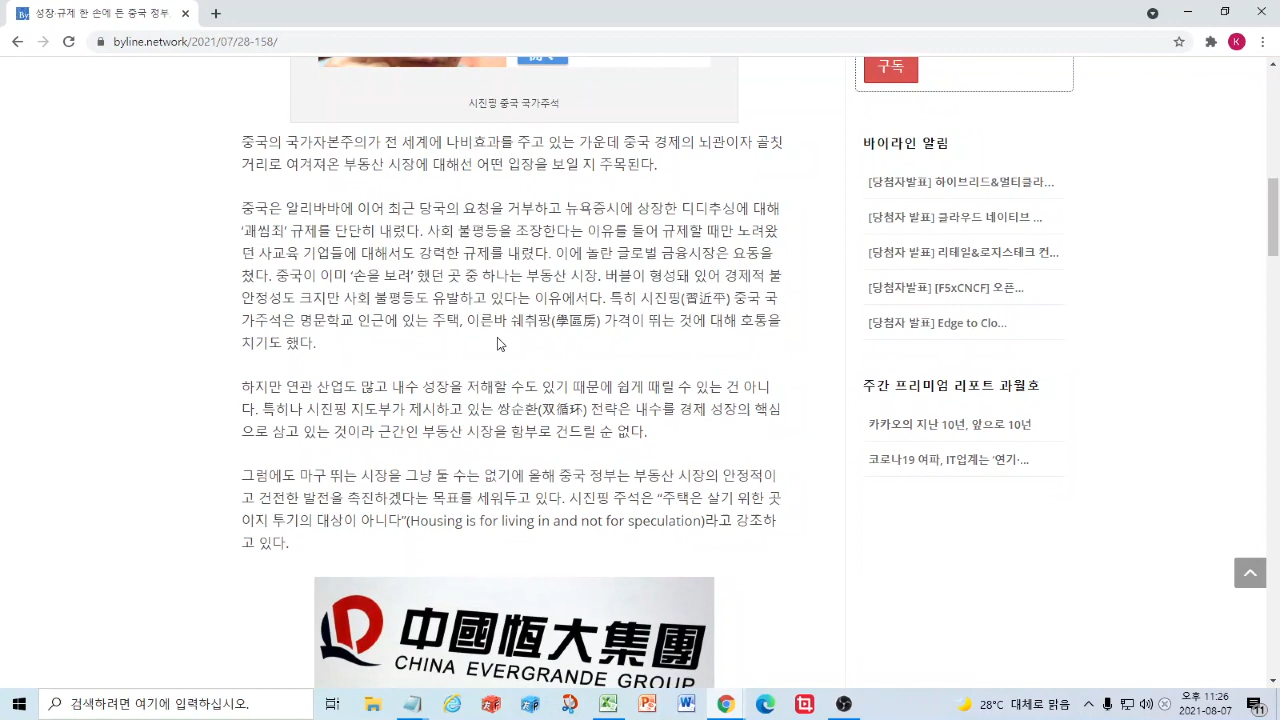 성장·규제 한 손에 든 중국 정부,
byline.network/2021/07/28-158/
K
구독
시진핑 중국 국가주석
중국의 국가자본주의가 전 세계에 나비효과를 주고 있는 가운데 중국 경제의 뇌관이자 골칫
거리로 여겨져온 부동산 시장에 대해선 어떤 입장을 보일 지 주목된다.
중국은 알리바바에 이어 최근 당국의 요청을 거부하고 뉴욕증시에 상장한 디디추싱에 대해
‘괘씸죄’ 규제를 단단히 내렸다. 사회 불평등을 조장한다는 이유를 들어 규제할 때만 노려왔
던 사교육 기업들에 대해서도 강력한 규제를 내렸다. 이에 놀란 글로벌 금융시장은 요동을
쳤다. 중국이 이미 ‘손을 보려’ 했던 곳 중 하나는 부동산 시장. 버블이 형성돼 있어 경제적 불
안정성도 크지만 사회 불평등도 유발하고 있다는 이유에서다. 특히 시진핑(習近平) 중국 국
가주석은 명문학교 인근에 있는 주택, 이른바 쉐취팡(學區房) 가격이 뛰는 것에 대해 호통을
치기도 했다.
하지만 연관 산업도 많고 내수 성장을 저해할 수도 있기 때문에 쉽게 때릴 수 있는 건 아니
다. 특히나 시진핑 지도부가 제시하고 있는 쌍순환(双循环) 전략은 내수를 경제 성장의 핵심
으로 삼고 있는 것이라 근간인 부동산 시장을 함부로 건드릴 순 없다.
그럼에도 마구 뛰는 시장을 그냥 둘 수는 없기에 올해 중국 정부는 부동산 시장의 안정적이
고 건전한 발전을 촉진하겠다는 목표를 세워두고 있다. 시진핑 주석은 “주택은 살기 위한 곳
이지 투기의 대상이 아니다”(Housing is for living in and not for speculation)라고 강조하
고 있다.
中國恆大集團
CHINA EVERGRANDE GROUP
바이라인 알림
[당첨자발표] 하이브리드&멀티클라...
[당첨자 발표] 클라우드 네이티브 ...
[당첨자 발표] 리테일&로지스테크 컨...
[당첨자발표] [F5xCNCF] 오픈...
[당첨자 발표] Edge to Clo...
주간 프리미엄 리포트 과월호
카카오의 지난 10년, 앞으로 10년
코로나19 여파, IT업계는 ‘연기·...
검색하려면 여기에 입력하십시오.
28°C 대체로 맑음
오후 11:26
2021-08-07